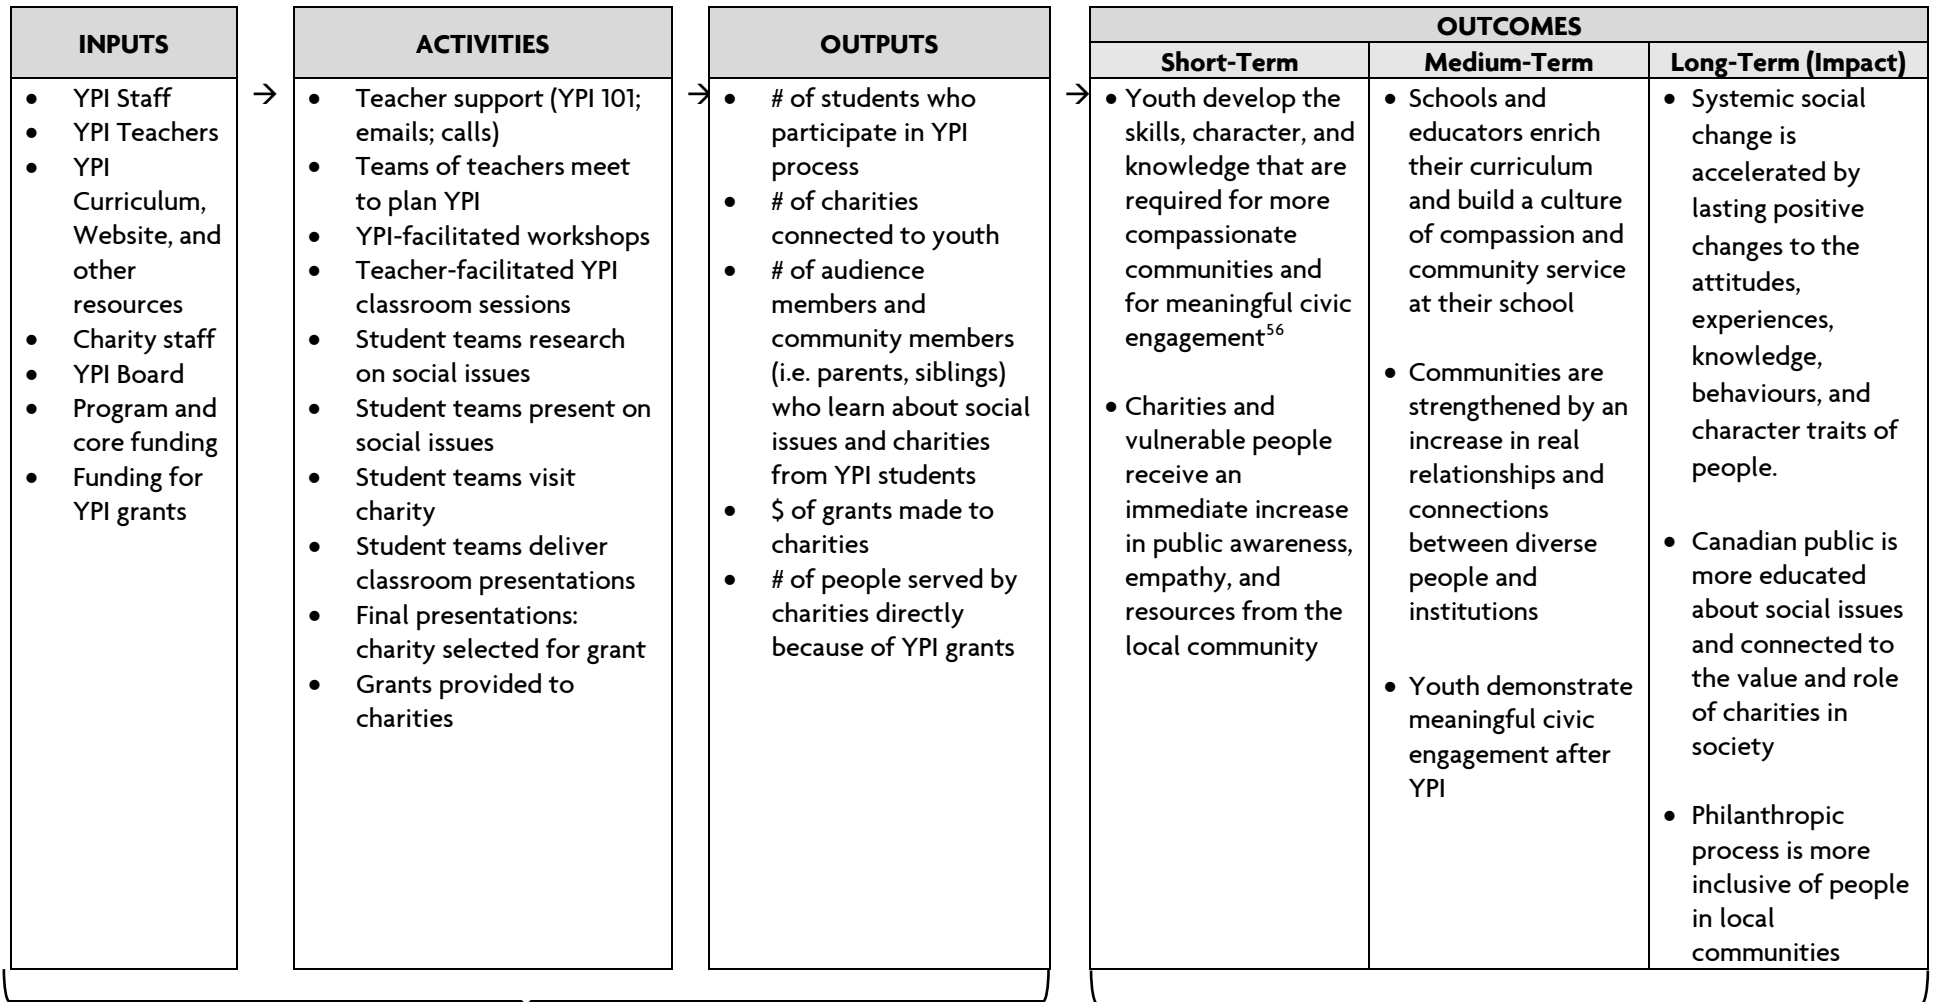 INPUTS
• YPI Staff
• YPI Teachers
• YPI
Curriculum,
Website, and
other
resources
• Charity staff
• YPI Board
• Program and
core funding
• Funding for
YPI grants
→
ACTIVITIES
• Teacher support (YPI 101;
emails; calls)
• Teams of teachers meet
to plan YPI
• YPI-facilitated workshops
• Teacher-facilitated YPI
classroom sessions
• Student teams research
on social issues
• Student teams present on
social issues
• Student teams visit
charity
• Student teams deliver
classroom presentations
• Final presentations:
charity selected for grant
• Grants provided to
charities
→
OUTPUTS
• # of students who
participate in YPI
process
• # of charities
connected to youth
• # of audience
members and
community members
(i.e. parents, siblings)
who learn about social
issues and charities
from YPI students
• $ of grants made to
charities
• # of people served by
charities directly
because of YPI grants
→
OUTCOMES
Short-Term
• Youth develop the
skills, character, and
knowledge that are
required for more
compassionate
communities and
for meaningful civic
engagement⁵⁶
• Charities and
vulnerable people
receive an
immediate increase
in public awareness,
empathy, and
resources from the
local community
Medium-Term
• Schools and
educators enrich
their curriculum
and build a culture
of compassion and
community service
at their school
• Communities are
strengthened by an
increase in real
relationships and
connections
between diverse
people and
institutions
• Youth demonstrate
meaningful civic
engagement after
YPI
Long-Term (Impact)
• Systemic social
change is
accelerated by
lasting positive
changes to the
attitudes,
experiences,
knowledge,
behaviours, and
character traits of
people.
• Canadian public is
more educated
about social issues
and connected to
the value and role
of charities in
society
• Philanthropic
process is more
inclusive of people
in local
communities